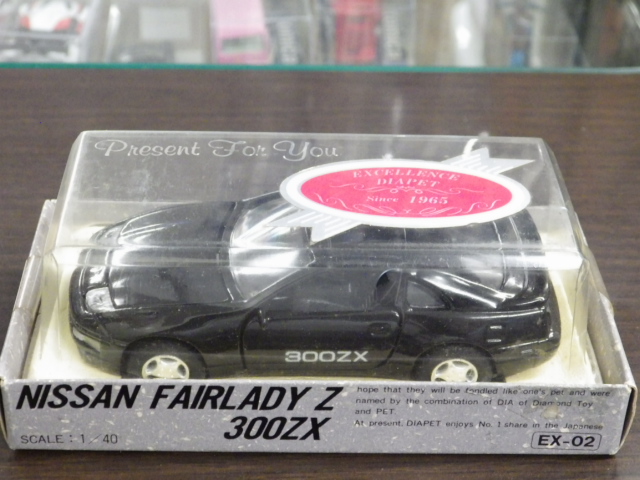 Present For You
EXCELLENCE
DIAPET
Since 1965
300ZX
NISSAN FAIRLADY Z
300ZX
SCALE : 1／40
hope that they will be handled like one's pet and were
named by the combination of DIA of Diamond Toy
and PET.
At present, DIAPET enjoys No. 1 share in the Japanese
EX-02